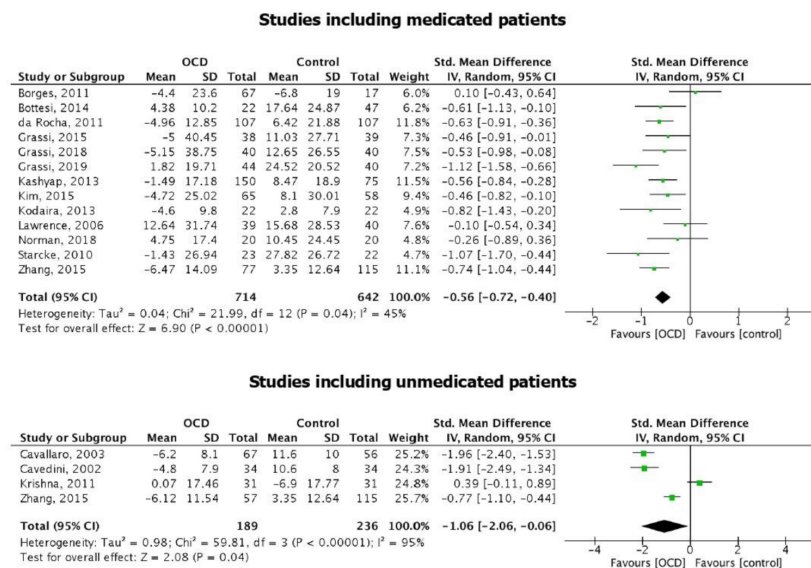 Studies including medicated patients
OCD Control Std. Mean Difference Std. Mean Difference
Study or Subgroup Mean SD Total Mean SD Total Weight IV, Random, 95% CI IV, Random, 95% CI
Borges, 2011 -4.4 23.6 67 -6.8 19 17 6.0% 0.10 [-0.43, 0.64]
Bottesi, 2014 4.38 10.2 22 17.64 24.87 47 6.2% -0.61 [-1.13, -0.10]
da Rocha, 2011 -4.96 12.85 107 6.42 21.88 107 11.8% -0.63 [-0.91, -0.36]
Grassi, 2015 -5 40.45 38 11.03 27.71 39 7.3% -0.46 [-0.91, -0.01]
Grassi, 2018 -5.15 38.75 40 12.65 26.55 40 7.4% -0.53 [-0.98, -0.08]
Grassi, 2019 1.82 19.71 44 24.52 20.52 40 7.2% -1.12 [-1.58, -0.66]
Kashyap, 2013 -1.49 17.18 150 8.47 18.9 75 11.6% -0.56 [-0.84, -0.28]
Kim, 2015 -4.72 25.02 65 8.1 30.01 58 9.5% -0.46 [-0.82, -0.10]
Kodaira, 2013 -4.6 9.8 22 2.8 7.9 22 4.8% -0.82 [-1.43, -0.20]
Lawrence, 2006 12.64 31.74 39 15.68 28.53 40 7.5% -0.10 [-0.54, 0.34]
Norman, 2018 4.75 17.4 20 10.45 24.45 20 4.8% -0.26 [-0.89, 0.36]
Starcke, 2010 -1.43 26.94 23 27.82 26.72 22 4.7% -1.07 [-1.70, -0.44]
Zhang, 2015 -6.47 14.09 77 3.35 12.64 115 11.1% -0.74 [-1.04, -0.44]
Total (95% CI) 714 642 100.0% -0.56 [-0.72, -0.40]
Heterogeneity: Tau² = 0.04; Chi² = 21.99, df = 12 (P = 0.04); I² = 45%
Test for overall effect: Z = 6.90 (P < 0.00001)
-2 -1 0 1 2
Favours [OCD] Favours [control]
Studies including unmedicated patients
OCD Control Std. Mean Difference Std. Mean Difference
Study or Subgroup Mean SD Total Mean SD Total Weight IV, Random, 95% CI IV, Random, 95% CI
Cavallaro, 2003 -6.2 8.1 67 11.6 10 56 25.2% -1.96 [-2.40, -1.53]
Cavedini, 2002 -4.8 7.9 34 10.6 8 34 24.3% -1.91 [-2.49, -1.34]
Krishna, 2011 0.07 17.46 31 -6.9 17.77 31 24.8% 0.39 [-0.11, 0.89]
Zhang, 2015 -6.12 11.54 57 3.35 12.64 115 25.7% -0.77 [-1.10, -0.44]
Total (95% CI) 189 236 100.0% -1.06 [-2.06, -0.06]
Heterogeneity: Tau² = 0.98; Chi² = 59.81, df = 3 (P < 0.00001); I² = 95%
Test for overall effect: Z = 2.08 (P = 0.04)
-4 -2 0 2 4
Favours [OCD] Favours [control]